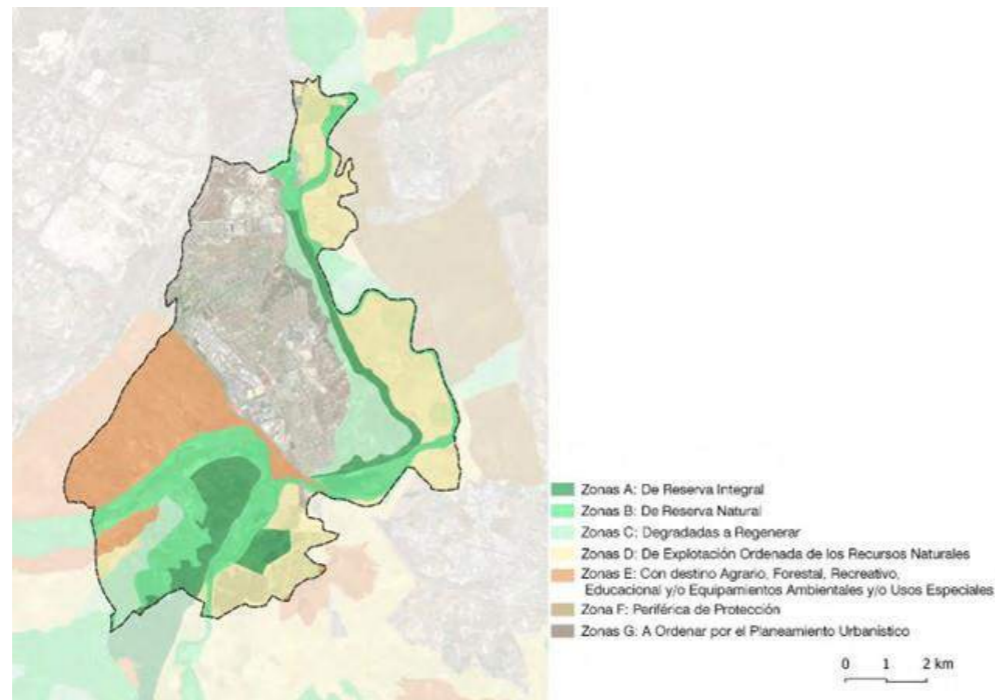 Zonas A: De Reserva Integral
Zonas B: De Reserva Natural
Zonas C: Degradadas a Regenerar
Zonas D: De Explotación Ordenada de los Recursos Naturales
Zonas E: Con destino Agrario, Forestal, Recreativo,
Educacional y/o Equipamientos Ambientales y/o Usos Especiales
Zona F: Periférica de Protección
Zonas G: A Ordenar por el Planeamiento Urbanístico
0 1 2 km